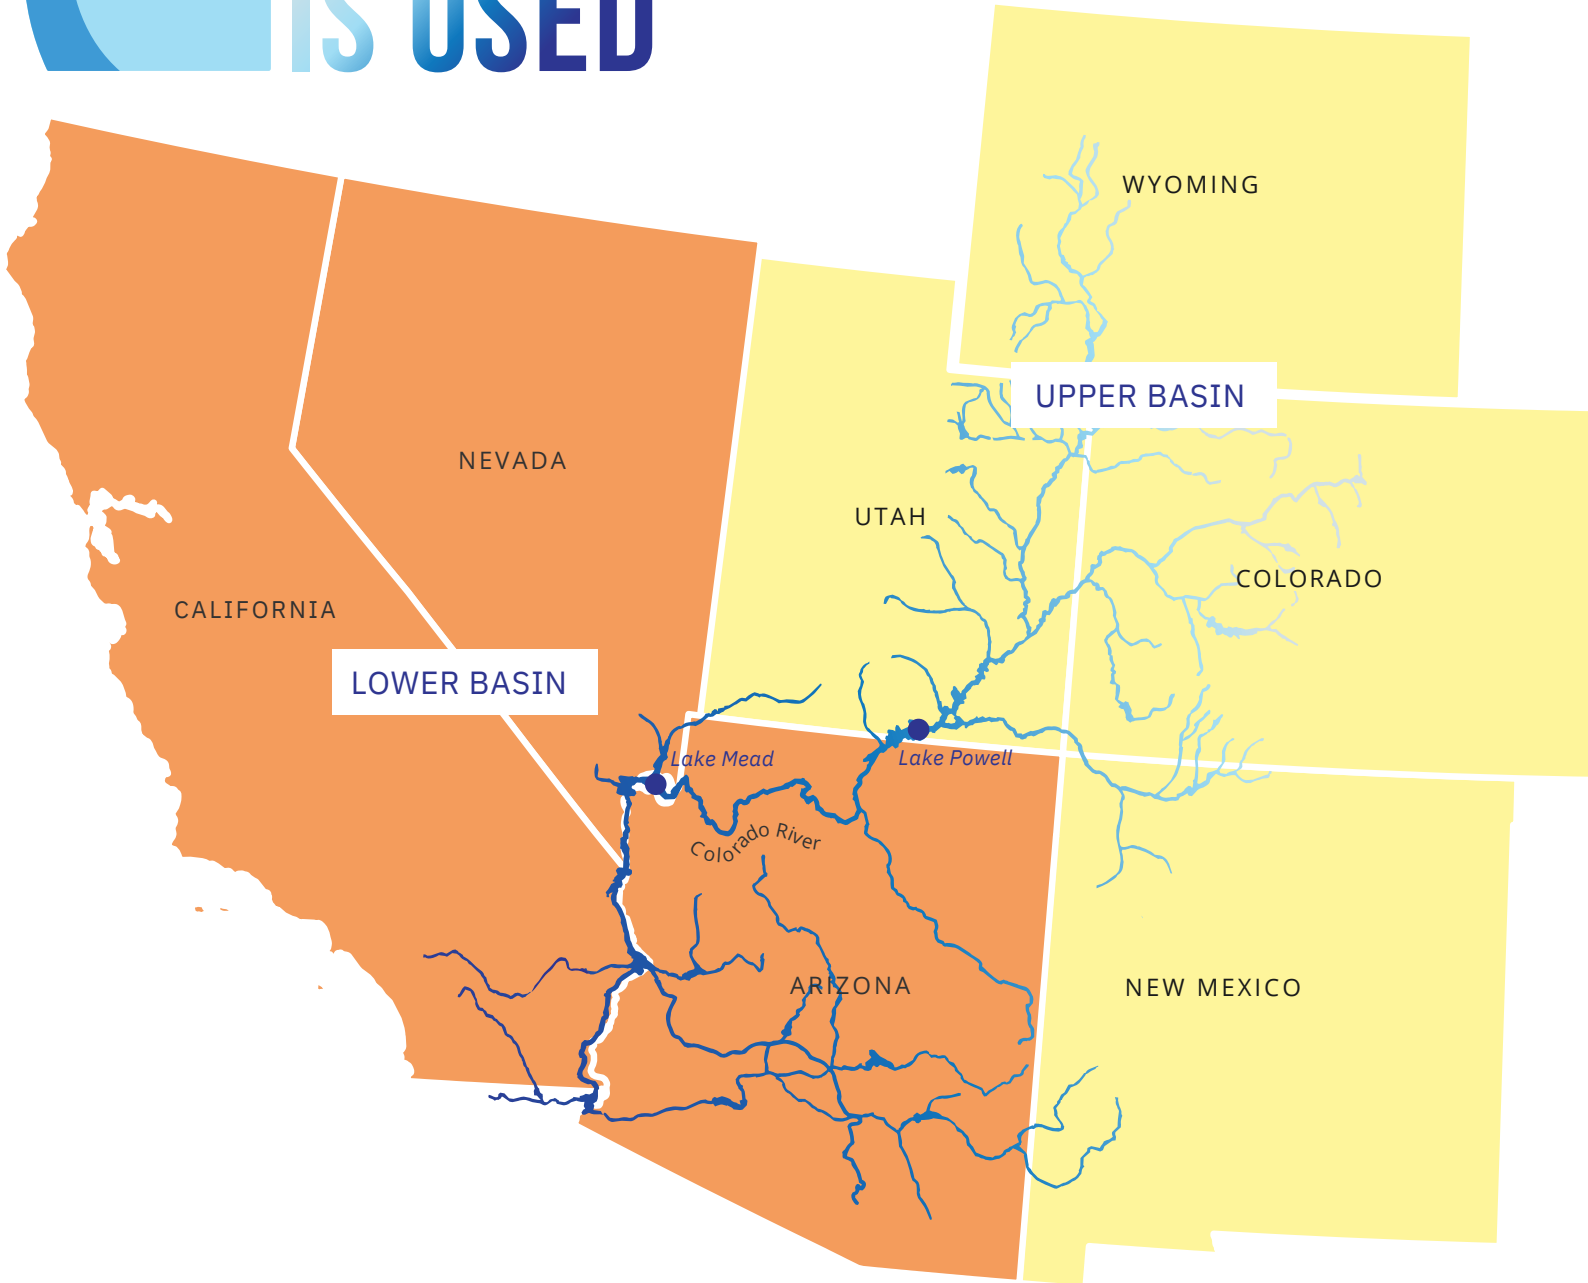 IS USED
WYOMING
UPPER BASIN
NEVADA
UTAH
COLORADO
CALIFORNIA
LOWER BASIN
Lake Mead
Lake Powell
Colorado River
ARIZONA
NEW MEXICO